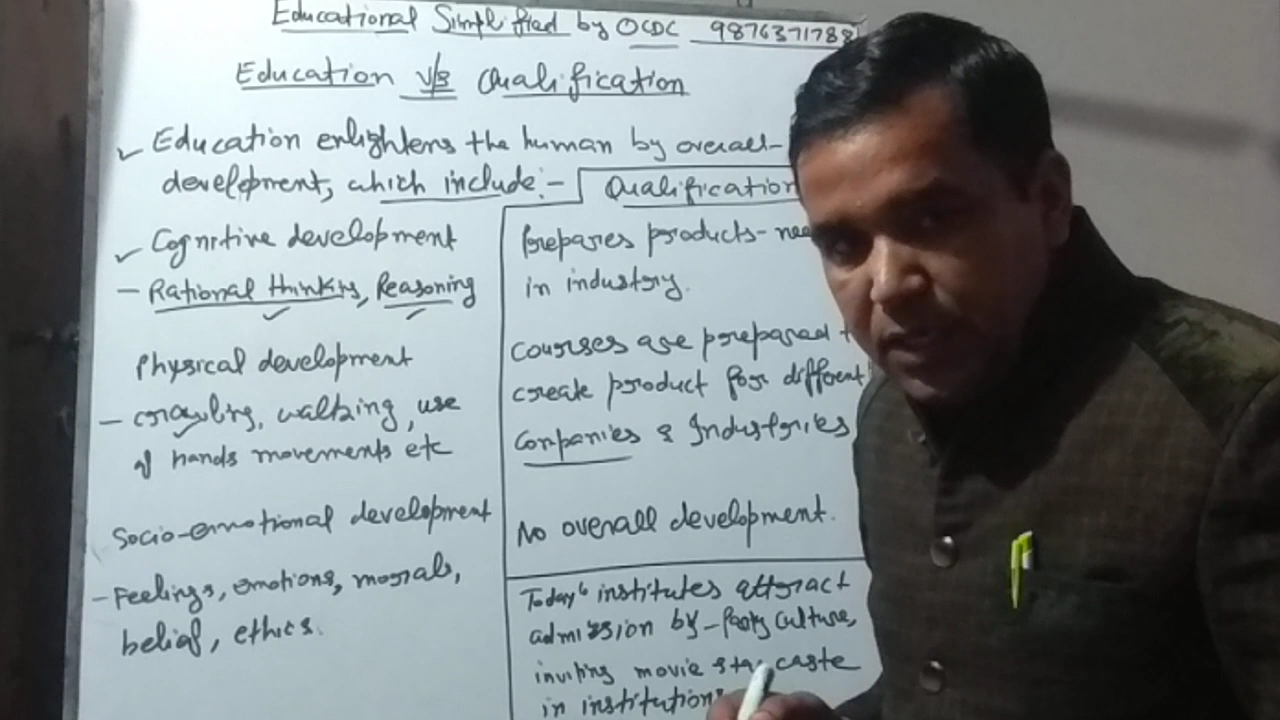 Educational Simplified by OCDC 9876371788
Education v/s Qualification
Education enlightens the human by overall-
development, which include:-
Cognitive development
- Rational thinking, Reasoning
Physical development
- crawling, walking, use
of hands movements etc
Socio-emotional development
- Feelings, emotions, morals,
belief, ethics.
Qualification
Prepares products-
in industry.
Courses are prepared
create product for different
Companies & Industries
No overall development.
Today's institutes attract
admission by - Party culture,
inviting movie star caste
in institutions